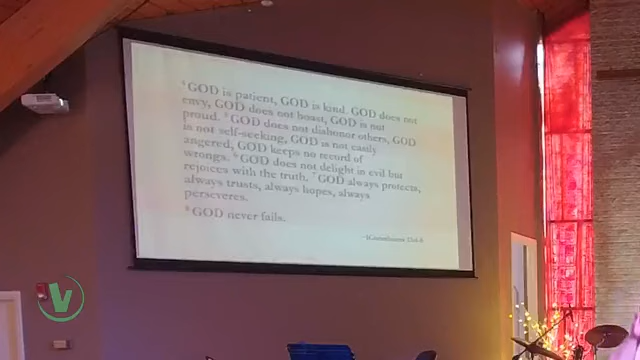 ⁴GOD is patient, GOD is kind. GOD does not
envy, GOD does not boast, GOD is not
proud. ⁵GOD does not dishonor others, GOD
is not self-seeking, GOD is not easily
angered, GOD keeps no record of
wrongs. ⁶GOD does not delight in evil but
rejoices with the truth. ⁷GOD always protects,
always trusts, always hopes, always
perseveres.
⁸GOD never fails.
V